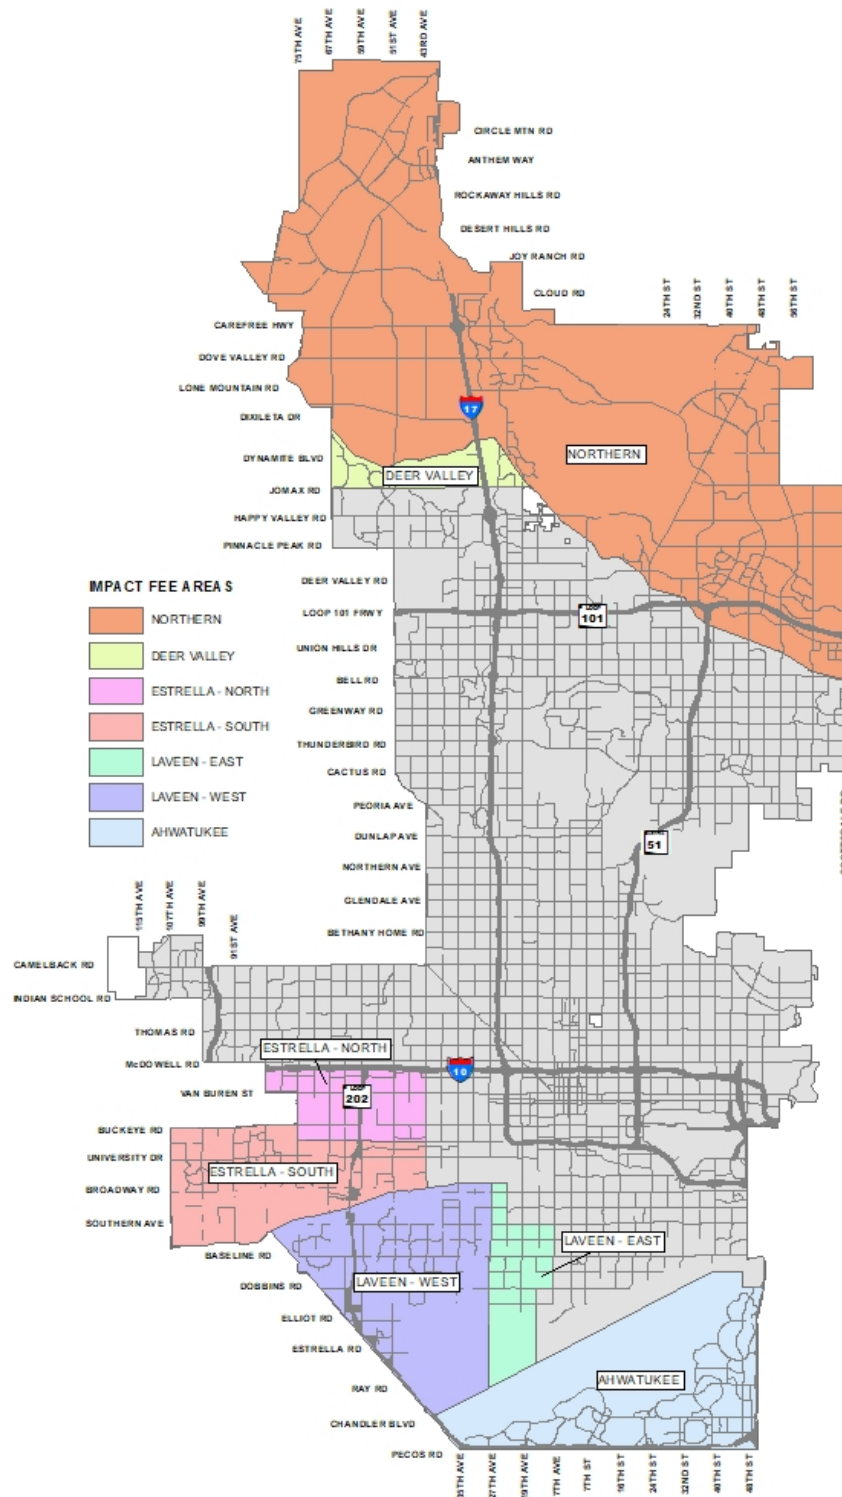 75TH AVE
67TH AVE
59TH AVE
51ST AVE
43RD AVE
CIRCLE MTN RD
ANTHEM WAY
ROCKAWAY HILLS RD
DESERT HILLS RD
JOY RANCH RD
CLOUD RD
24TH ST
32ND ST
40TH ST
48TH ST
56TH ST
CAREFREE HWY
DOVE VALLEY RD
LONE MOUNTAIN RD
DIXILETA DR
17
NORTHERN
DYNAMITE BLVD
DEER VALLEY
JOMAX RD
HAPPY VALLEY RD
PINNACLE PEAK RD
DEER VALLEY RD
LOOP 101 FRWY
101
UNION HILLS DR
BELL RD
GREENWAY RD
THUNDERBIRD RD
CACTUS RD
PEORIA AVE
DUNLAP AVE
51
NORTHERN AVE
GLENDALE AVE
BETHANY HOME RD
IMPACT FEE AREAS
NORTHERN
DEER VALLEY
ESTRELLA - NORTH
ESTRELLA - SOUTH
LAVEEN - EAST
LAVEEN - WEST
AHWATUKEE
115TH AVE
107TH AVE
99TH AVE
91ST AVE
CAMELBACK RD
INDIAN SCHOOL RD
THOMAS RD
McDOWELL RD
ESTRELLA - NORTH
10
VAN BUREN ST
202
BUCKEYE RD
UNIVERSITY DR
ESTRELLA - SOUTH
BROADWAY RD
SOUTHERN AVE
BASELINE RD
LAVEEN - EAST
DOBBINS RD
LAVEEN - WEST
ELLIOT RD
ESTRELLA RD
RAY RD
AHWATUKEE
CHANDLER BLVD
PECOS RD
35TH AVE
27TH AVE
19TH AVE
7TH AVE
7TH ST
16TH ST
24TH ST
32ND ST
40TH ST
48TH ST